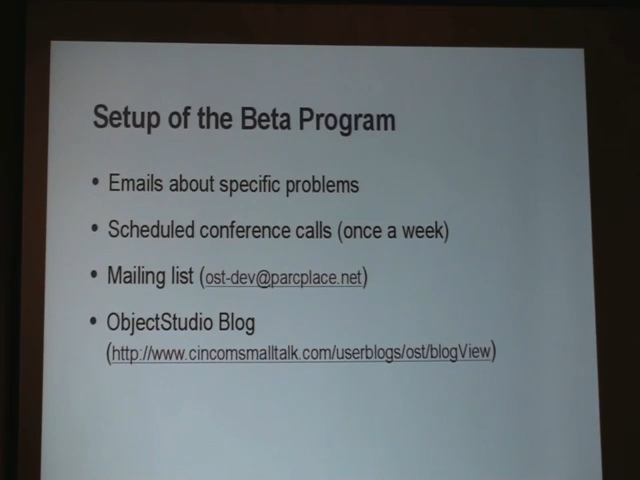 Setup of the Beta Program
• Emails about specific problems
• Scheduled conference calls (once a week)
• Mailing list (ost-dev@parcplace.net)
• ObjectStudio Blog
(http://www.cincomsmalltalk.com/userblogs/ost/blogView)